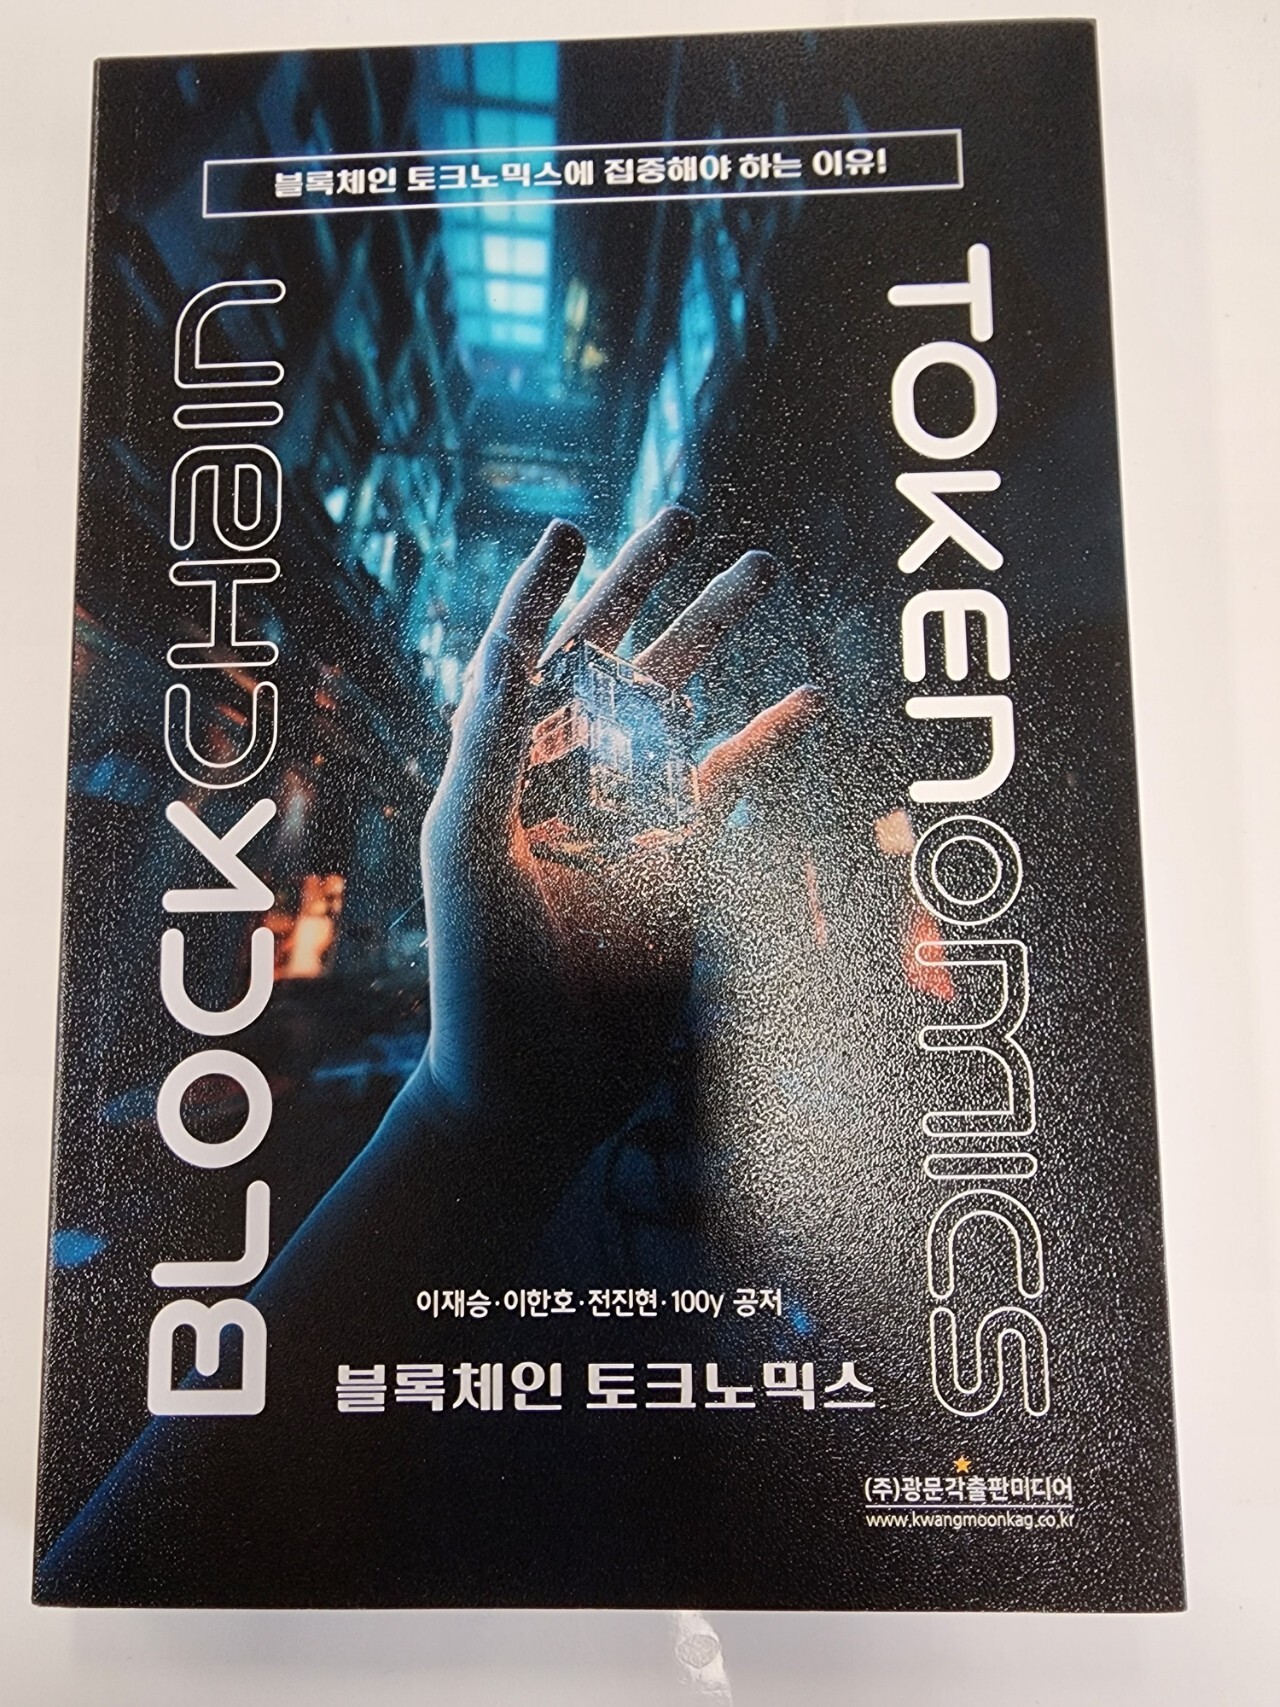 블록체인 토크노믹스에 집중해야 하는 이유!
BLOCKCHAIN
TOKENOMICS
이재승·이한호·전진현·100y 공저
블록체인 토크노믹스
(주)광문각출판미디어
www.kwangmoonkag.co.kr